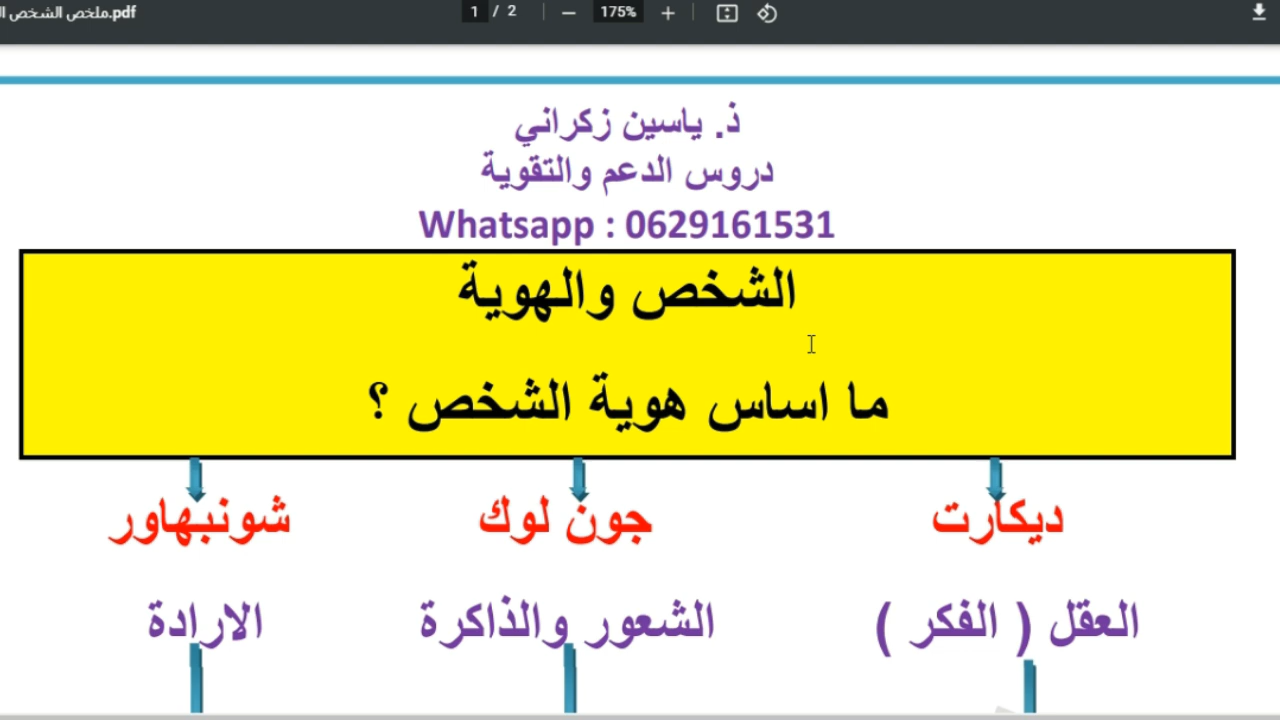 ملخص الشخص ال.pdf
1 / 2
175%
ذ. ياسين زكراني
دروس الدعم والتقوية
Whatsapp : 0629161531
الشخص والهوية
ما اساس هوية الشخص ؟
ديكارت
جون لوك
شونبهاور
العقل ( الفكر )
الشعور والذاكرة
الارادة